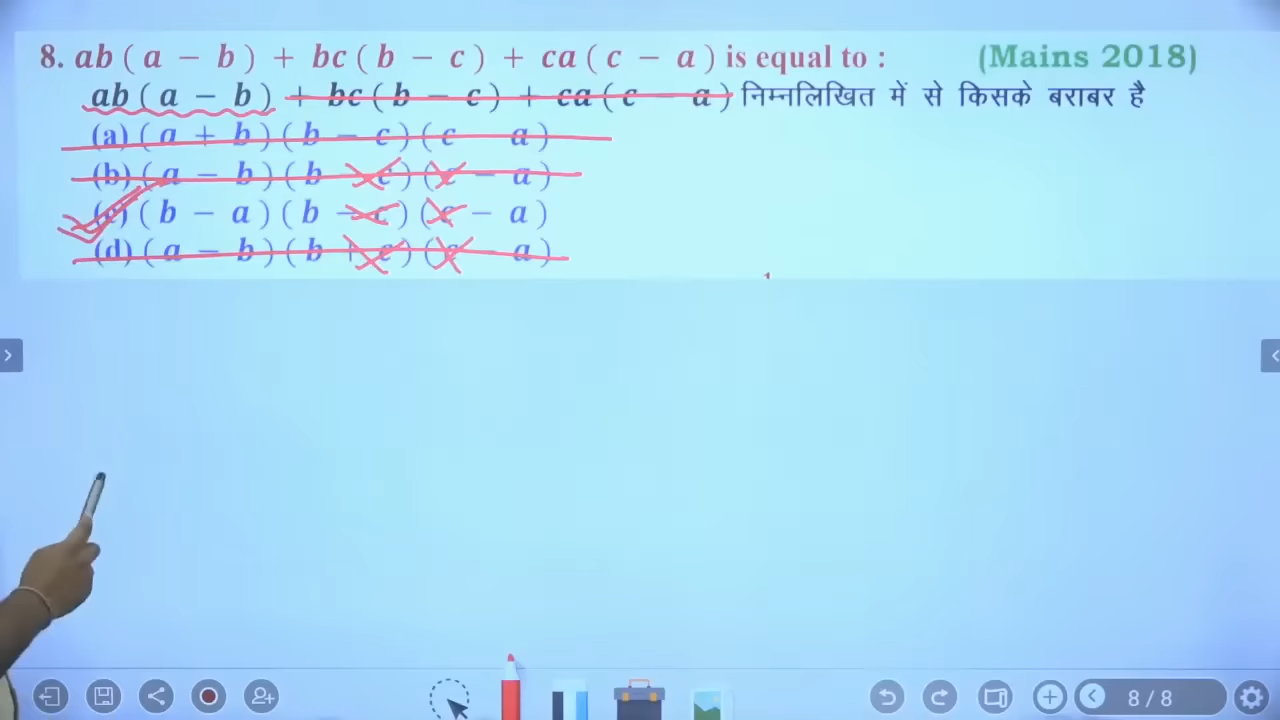 8. ab ( a − b ) + bc ( b − c ) + ca ( c − a ) is equal to : (Mains 2018)
ab ( a − b ) + bc ( b − c ) + ca ( c − a ) निम्नलिखित में से किसके बराबर है
(a) ( a + b ) ( b − c ) ( c − a )
(b) ( a − b ) ( b − c ) ( c − a )
(c) ( b − a ) ( b − c ) ( c − a )
(d) ( a − b ) ( b + c ) ( c − a )
8 / 8